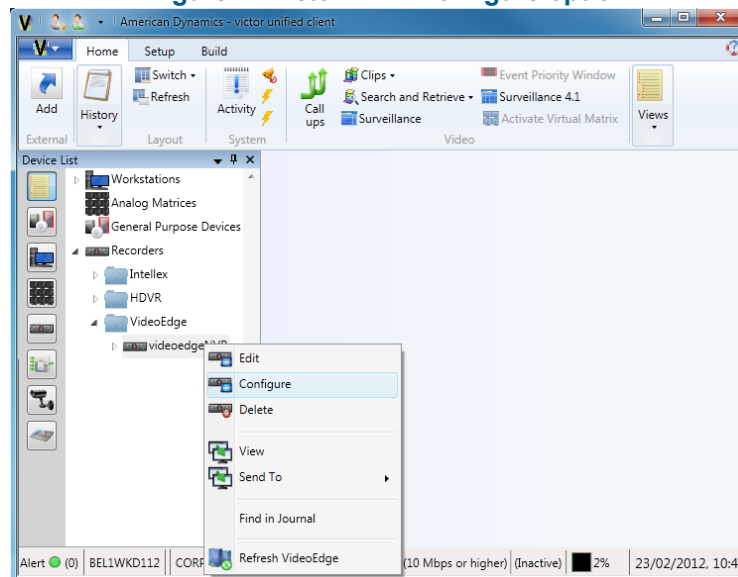 American Dynamics - victor unified client
Home Setup Build
Switch
Refresh
Add
History
Activity
Call ups
Clips
Search and Retrieve
Surveillance
Event Priority Window
Surveillance 4.1
Activate Virtual Matrix
Views
External Layout System Video
Device List
Workstations
Analog Matrices
General Purpose Devices
Recorders
Intellex
HDVR
VideoEdge
Edit
Configure
Delete
View
Send To
Find in Journal
Refresh VideoEdge
Alert (0) BEL1WKD112 (10 Mbps or higher) (Inactive) 2% 23/02/2012, 10:4